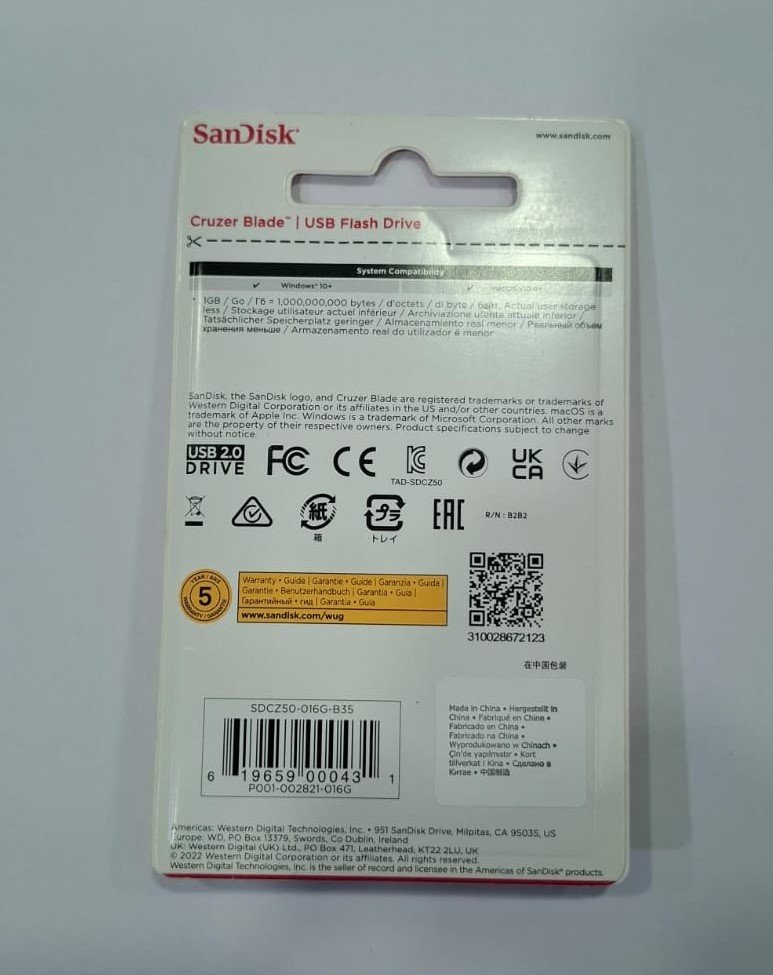 SanDisk®
www.sandisk.com
Cruzer Blade™ | USB Flash Drive
System Compatibility
✓ Windows® 10+ ✓
1GB / Go / Гб = 1,000,000,000 bytes / d'octets / di byte / байт. Actual user storage
less / Stockage utilisateur actuel inférieur / Archiviazione utente attuale inferior /
Tatsächlicher Speicherplatz geringer / Almacenamiento real menor / Реальный объем
хранения меньше / Armazenamento real do utilizador é menor
SanDisk, the SanDisk logo, and Cruzer Blade are registered trademarks or trademarks of
Western Digital Corporation or its affiliates in the US and/or other countries. macOS is a
trademark of Apple Inc. Windows is a trademark of Microsoft Corporation. All other marks
are the property of their respective owners. Product specifications subject to change
without notice.
USB 2.0
DRIVE
FC CE
UK
CA
TAD-SDCZ50
紙
箱
プラ
トレイ
EAC
R/N : B2B2
YEAR / ANS
5
WARRANTY / GARANTIE
Warranty • Guide | Garantie • Guide | Garanzia • Guida |
Garantie • Benutzerhandbuch | Garantía • Guia |
Гарантийный • гид | Garantia • Guia
www.sandisk.com/wug
310028672123
在中国包装
SDCZ50-016G-B35
6 19659 00043 1
P001-002821-016G
Made in China • Hergestellt in
China • Fabriqué en Chine •
Fabricado en China •
Fabricado na China •
Wyprodukowano w Chinach •
Çin'de yapılmıştır • Kort
tillverkat i Kina • Сделано в
Китае • 中国制造
Americas: Western Digital Technologies, Inc. • 951 SanDisk Drive, Milpitas, CA 95035, US
Europe: WD, PO Box 13379, Swords, Co Dublin, Ireland
UK: Western Digital (UK) Ltd., PO Box 471, Leatherhead, KT22 2LU, UK
© 2022 Western Digital Corporation or its affiliates. All rights reserved.
Western Digital Technologies, Inc. is the seller of record and licensee in the Americas of SanDisk® products.